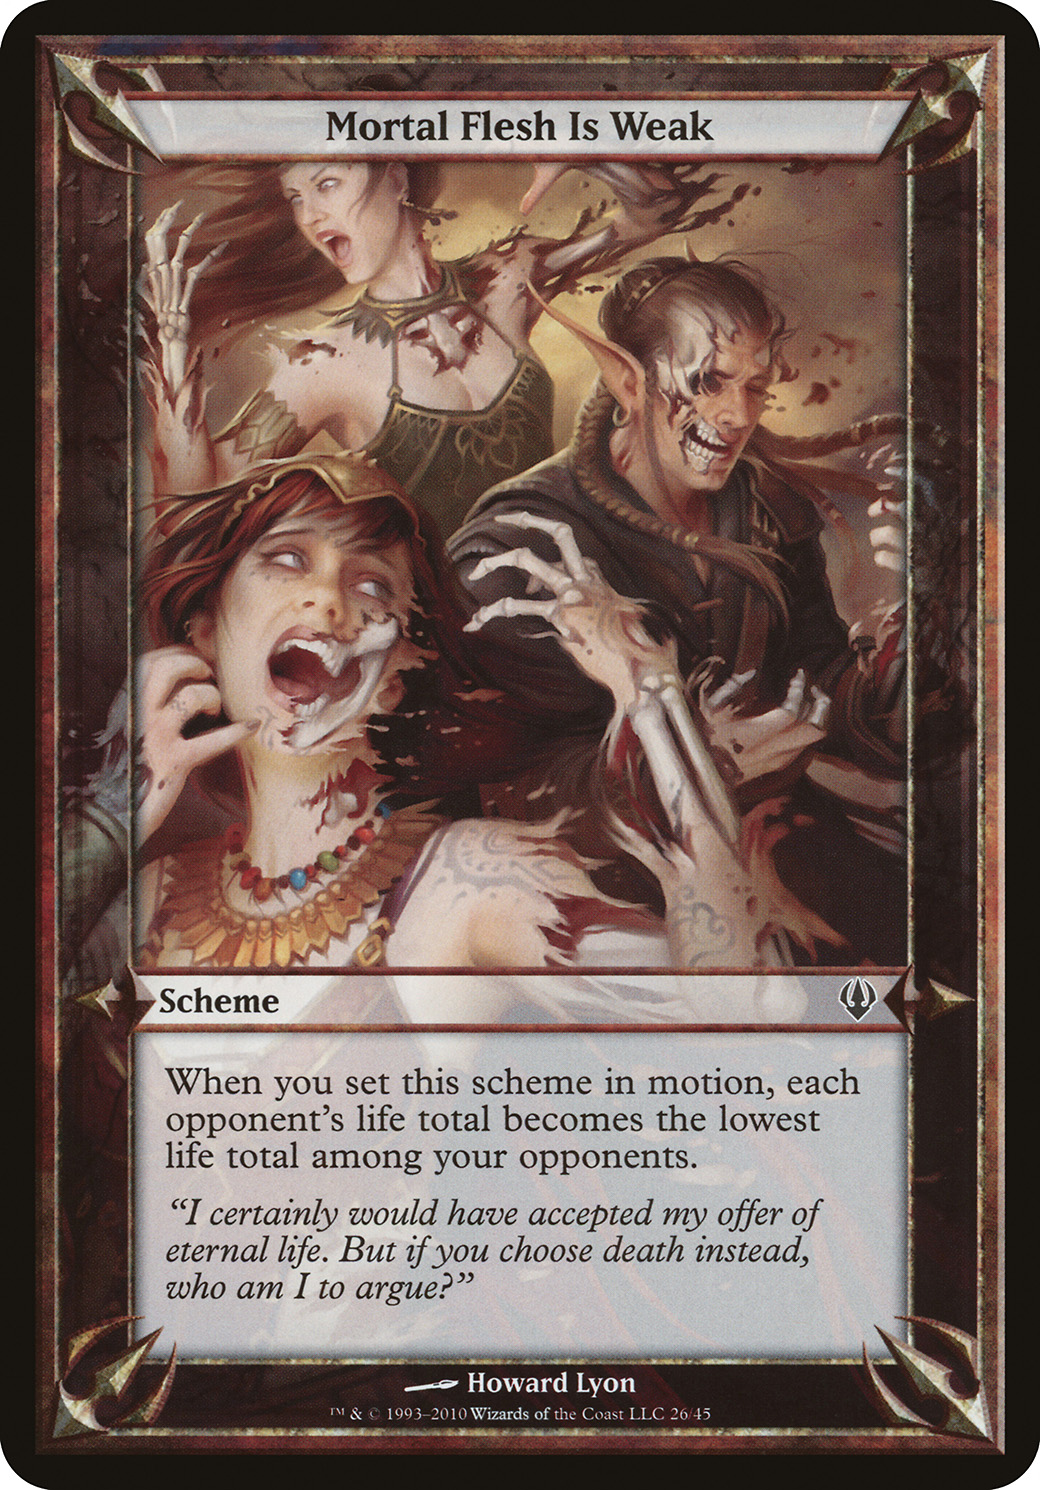 Mortal Flesh Is Weak
Scheme
When you set this scheme in motion, each
opponent’s life total becomes the lowest
life total among your opponents.
“I certainly would have accepted my offer of
eternal life. But if you choose death instead,
who am I to argue?”
Howard Lyon
™ & © 1993–2010 Wizards of the Coast LLC 26/45